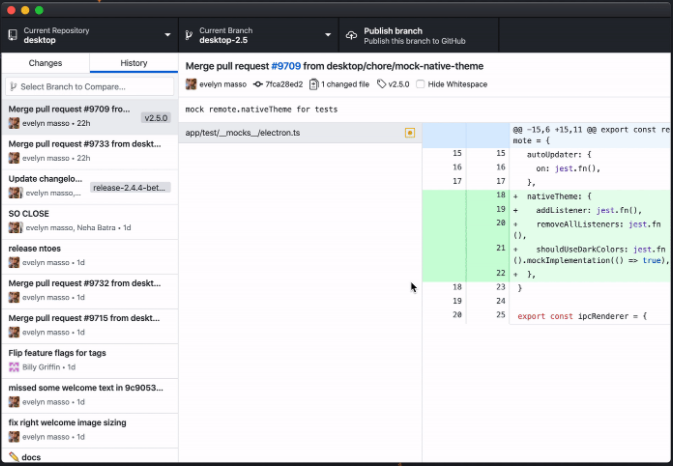 Current Repository
desktop
Current Branch
desktop-2.5
Publish branch
Publish this branch to GitHub
Changes
History
Select Branch to Compare...
Merge pull request #9709 fro...
evelyn masso • 22h
v2.5.0
Merge pull request #9733 from deskt...
evelyn masso • 22h
Update changelo...
evelyn masso,...
release-2.4.4-bet...
SO CLOSE
evelyn masso, Neha Batra • 1d
release ntoes
evelyn masso • 1d
Merge pull request #9732 from deskt...
evelyn masso • 1d
Merge pull request #9715 from deskt...
evelyn masso • 1d
Flip feature flags for tags
Billy Griffin • 1d
missed some welcome text in 9c9053...
evelyn masso • 1d
fix right welcome image sizing
evelyn masso • 1d
docs
Merge pull request #9709 from desktop/chore/mock-native-theme
evelyn masso 7fca28ed2 1 changed file v2.5.0 Hide Whitespace
mock remote.nativeTheme for tests
app/test/__mocks__/electron.ts
@@ -15,6 +15,11 @@ export const re
mote = {
15 15 autoUpdater: {
16 16 on: jest.fn(),
17 17 },
18 + nativeTheme: {
19 + addListener: jest.fn(),
20 + removeAllListeners: jest.fn
(),
21 + shouldUseDarkColors: jest.fn
().mockImplementation(() => true),
22 + },
18 23 }
19 24
20 25 export const ipcRenderer = {